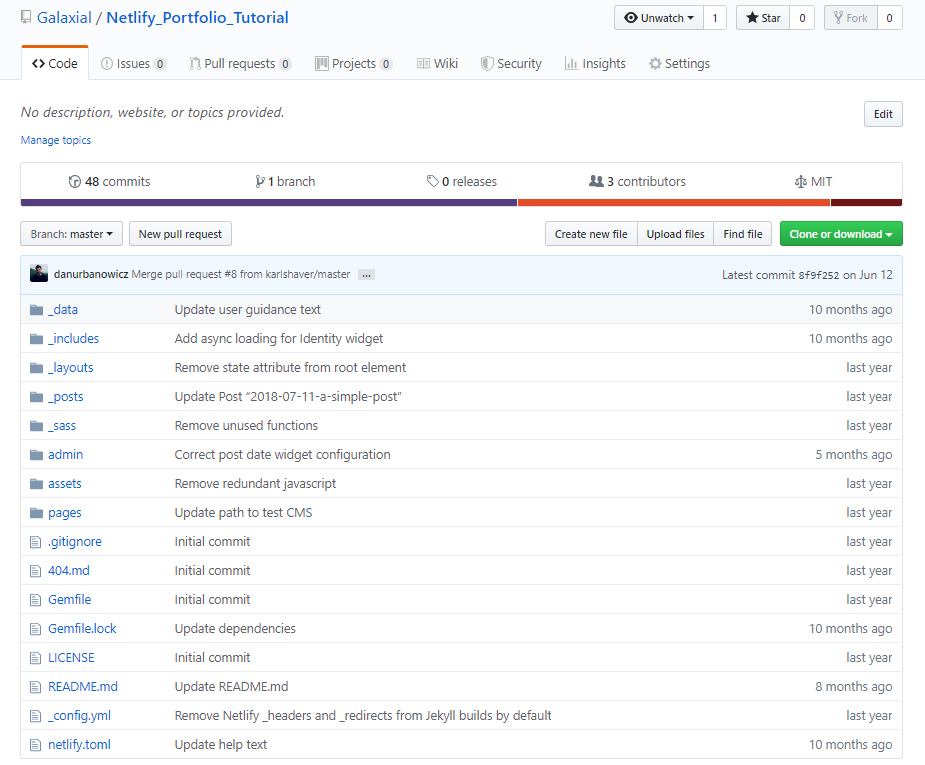 Galaxial / Netlify_Portfolio_Tutorial
Unwatch 1 Star 0 Fork 0
Code Issues 0 Pull requests 0 Projects 0 Wiki Security Insights Settings
No description, website, or topics provided.
Edit
Manage topics
48 commits 1 branch 0 releases 3 contributors MIT
Branch: master New pull request Create new file Upload files Find file Clone or download
danurbanowicz Merge pull request #8 from karlshaver/master ... Latest commit 8f9f252 on Jun 12
_data Update user guidance text 10 months ago
_includes Add async loading for Identity widget 10 months ago
_layouts Remove state attribute from root element last year
_posts Update Post “2018-07-11-a-simple-post” last year
_sass Remove unused functions last year
admin Correct post date widget configuration 5 months ago
assets Remove redundant javascript last year
pages Update path to test CMS last year
.gitignore Initial commit last year
404.md Initial commit last year
Gemfile Initial commit last year
Gemfile.lock Update dependencies 10 months ago
LICENSE Initial commit last year
README.md Update README.md 8 months ago
_config.yml Remove Netlify _headers and _redirects from Jekyll builds by default last year
netlify.toml Update help text 10 months ago